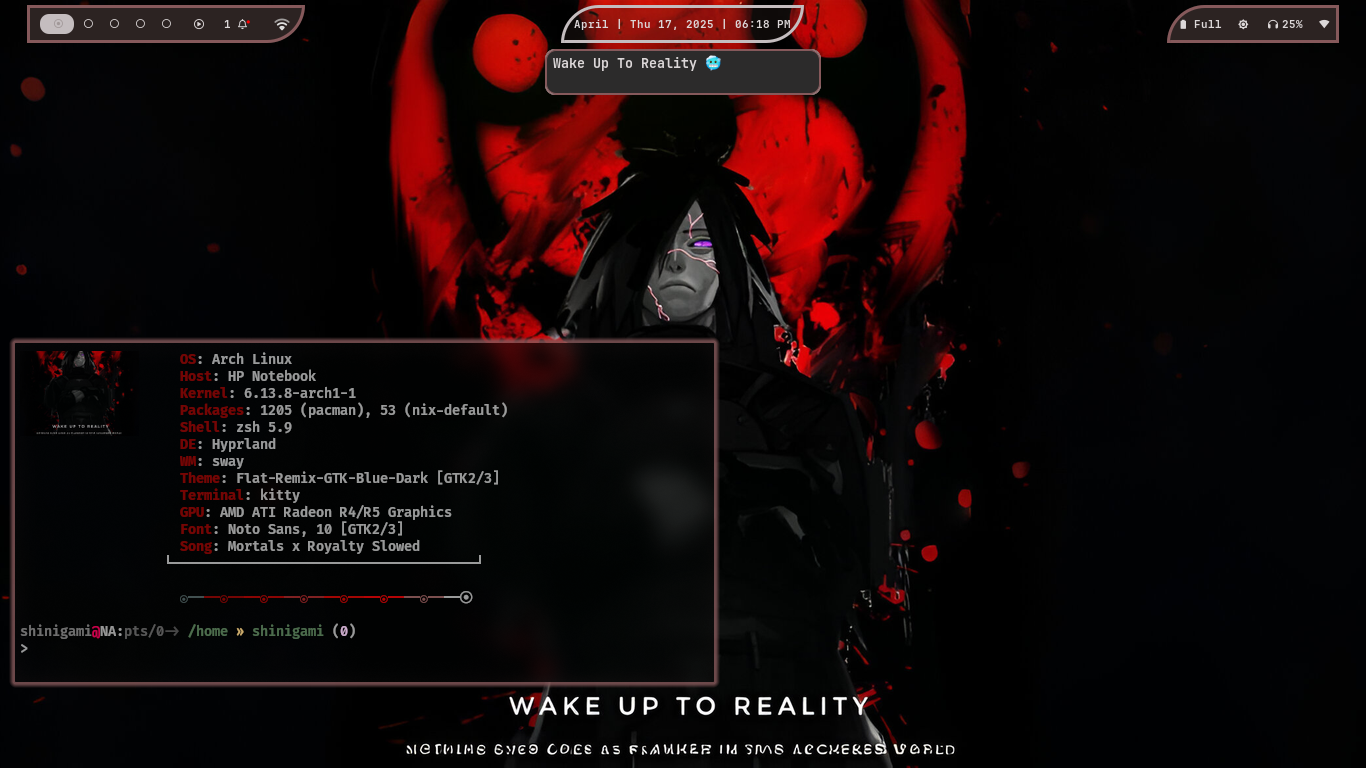 1
April | Thu 17, 2025 | 06:18 PM
Full
25%
Wake Up To Reality 🥶
OS: Arch Linux
Host: HP Notebook
Kernel: 6.13.8-arch1-1
Packages: 1205 (pacman), 53 (nix-default)
Shell: zsh 5.9
DE: Hyprland
WM: sway
Theme: Flat-Remix-GTK-Blue-Dark [GTK2/3]
Terminal: kitty
GPU: AMD ATI Radeon R4/R5 Graphics
Font: Noto Sans, 10 [GTK2/3]
Song: Mortals x Royalty Slowed
WAKE UP TO REALITY
shinigami@NA:pts/0─> /home » shinigami (0)
>
WAKE UP TO REALITY